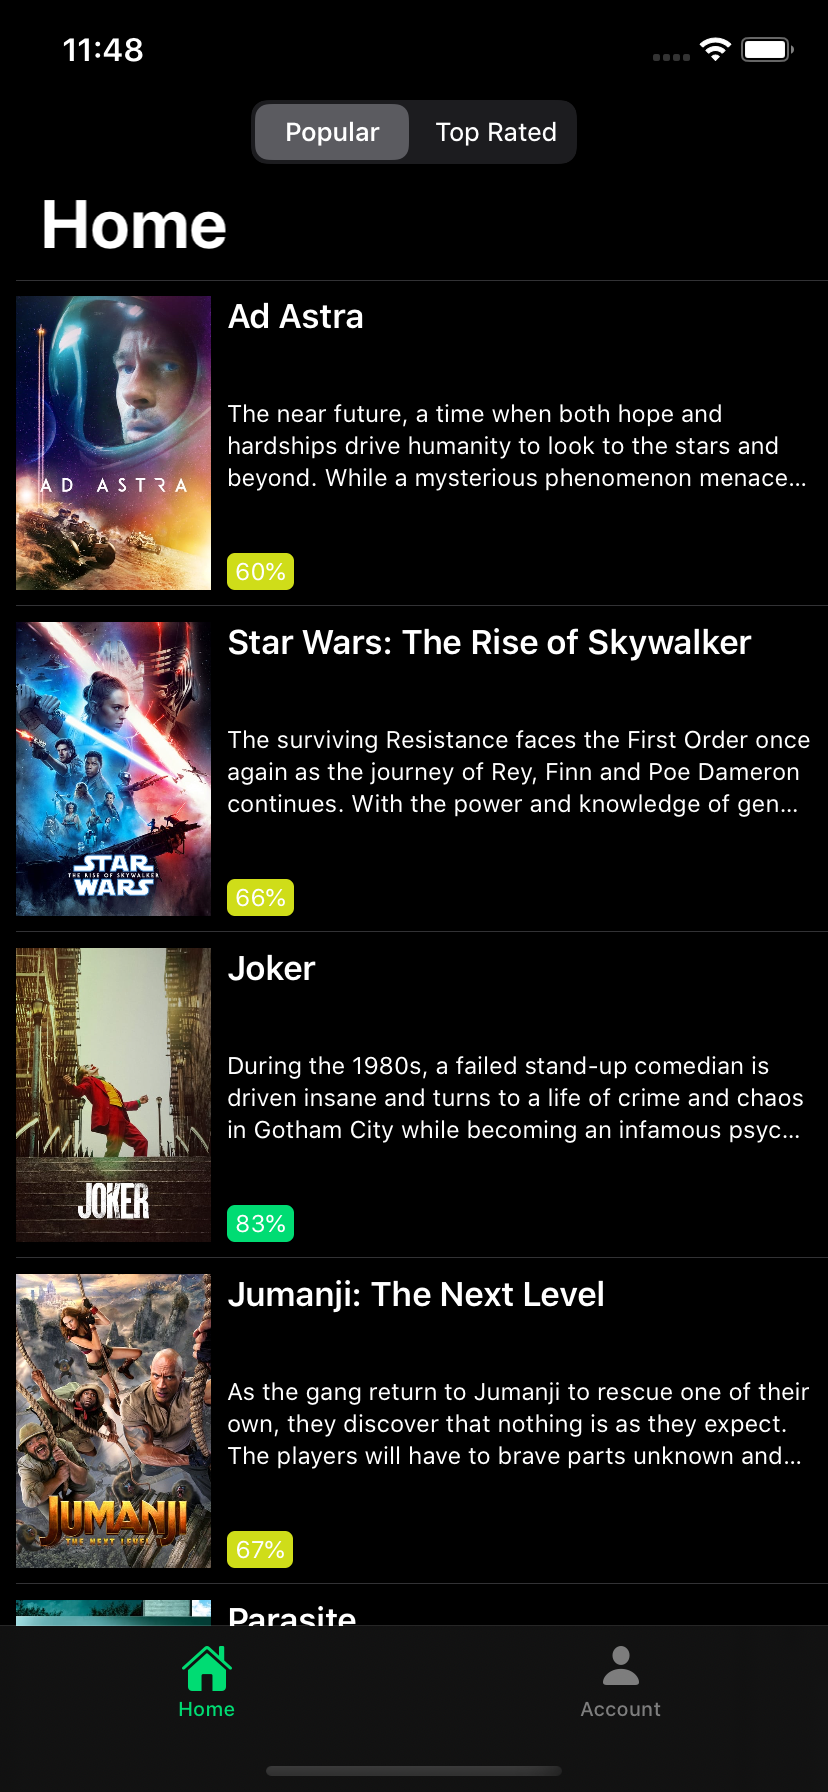 11:48
Popular
Top Rated
Home
AD ASTRA
Ad Astra
The near future, a time when both hope and
hardships drive humanity to look to the stars and
beyond. While a mysterious phenomenon menace...
60%
STAR
THE RISE OF SKYWALKER
WARS
Star Wars: The Rise of Skywalker
The surviving Resistance faces the First Order once
again as the journey of Rey, Finn and Poe Dameron
continues. With the power and knowledge of gen...
66%
JOKER
Joker
During the 1980s, a failed stand-up comedian is
driven insane and turns to a life of crime and chaos
in Gotham City while becoming an infamous psyc...
83%
JUMANJI
THE NEXT LEVEL
Jumanji: The Next Level
As the gang return to Jumanji to rescue one of their
own, they discover that nothing is as they expect.
The players will have to brave parts unknown and...
67%
Parasite
Home
Account